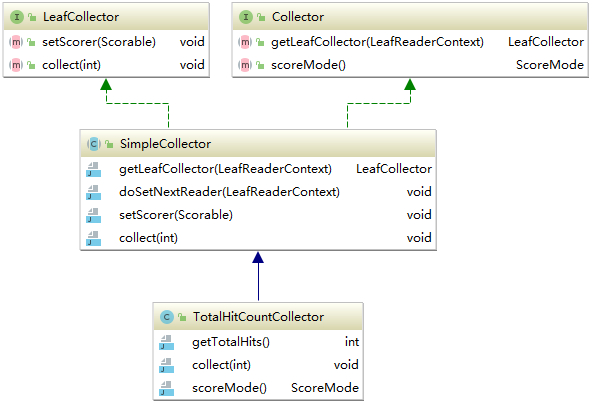 LeafCollector
setScorer(Scorable) void
collect(int) void
Collector
getLeafCollector(LeafReaderContext) LeafCollector
scoreMode() ScoreMode
SimpleCollector
getLeafCollector(LeafReaderContext) LeafCollector
doSetNextReader(LeafReaderContext) void
setScorer(Scorable) void
collect(int) void
TotalHitCountCollector
getTotalHits() int
collect(int) void
scoreMode() ScoreMode